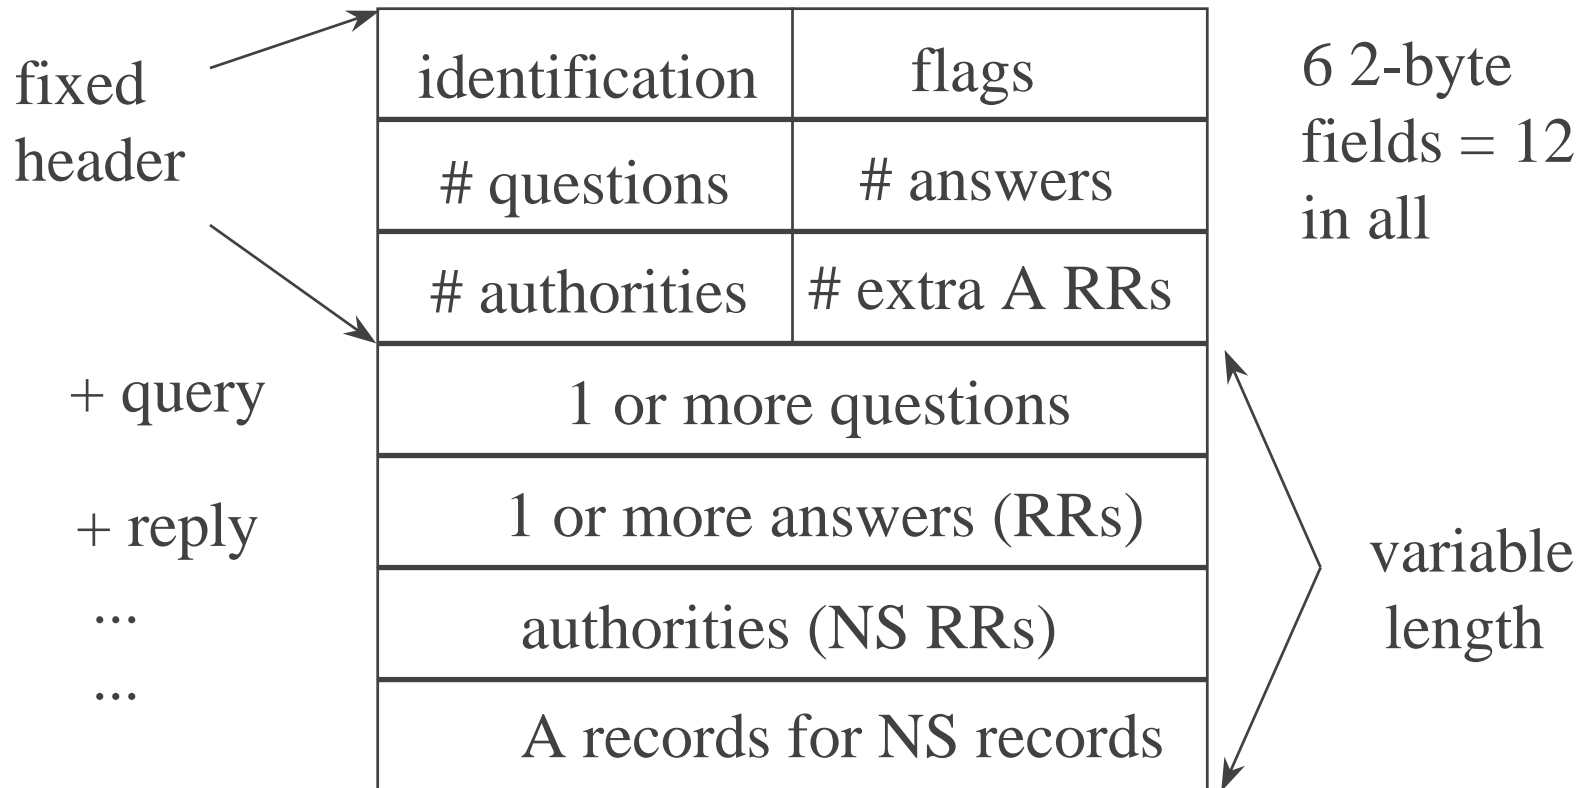 fixed
header
identification
flags
# questions
# answers
# authorities
# extra A RRs
6 2-byte
fields = 12
in all
+ query
1 or more questions
+ reply
1 or more answers (RRs)
...
authorities (NS RRs)
...
A records for NS records
variable
length